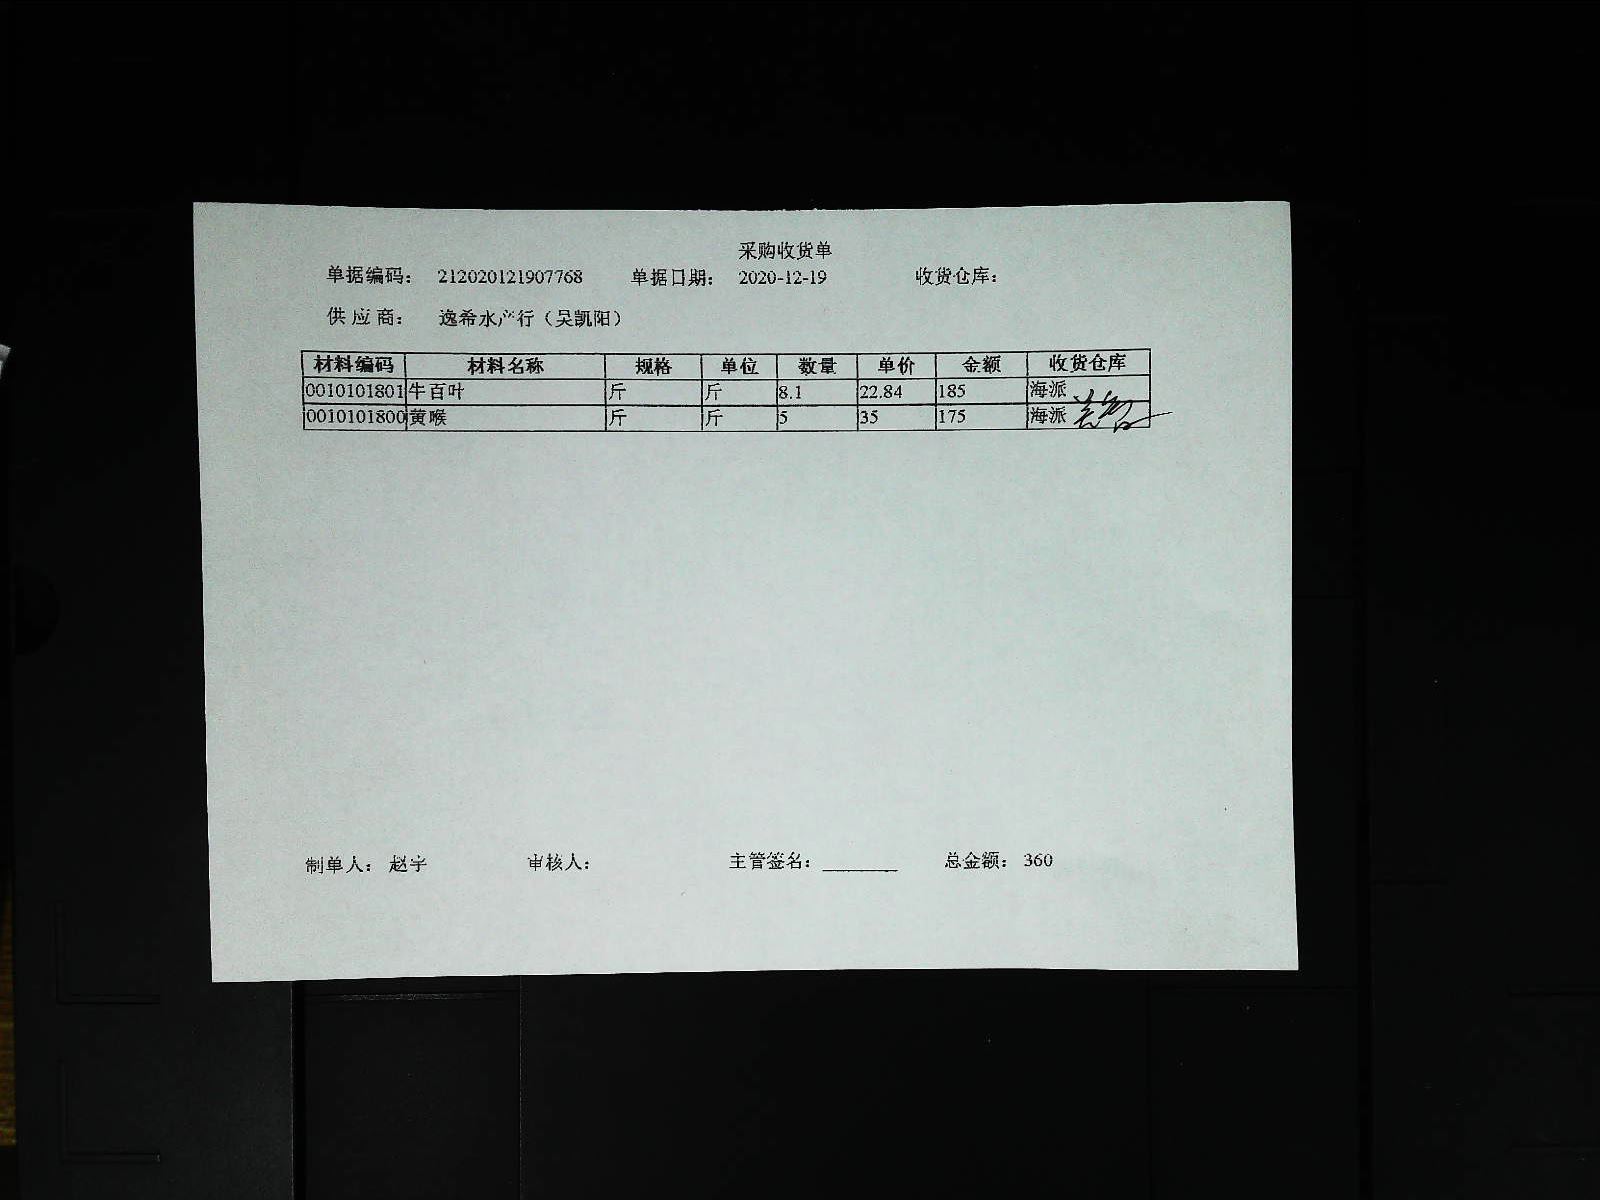 采购收货单
单据编码： 212020121907768 单据日期： 2020-12-19 收货仓库：
供应商： 逸希水产行（吴凯阳）
材料编码 材料名称 规格 单位 数量 单价 金额 收货仓库
0010101801 牛百叶 斤 斤 8.1 22.84 185 海派
0010101800 黄喉 斤 斤 5 35 175 海派
制单人： 赵宇 审核人： 主管签名： ________ 总金额： 360